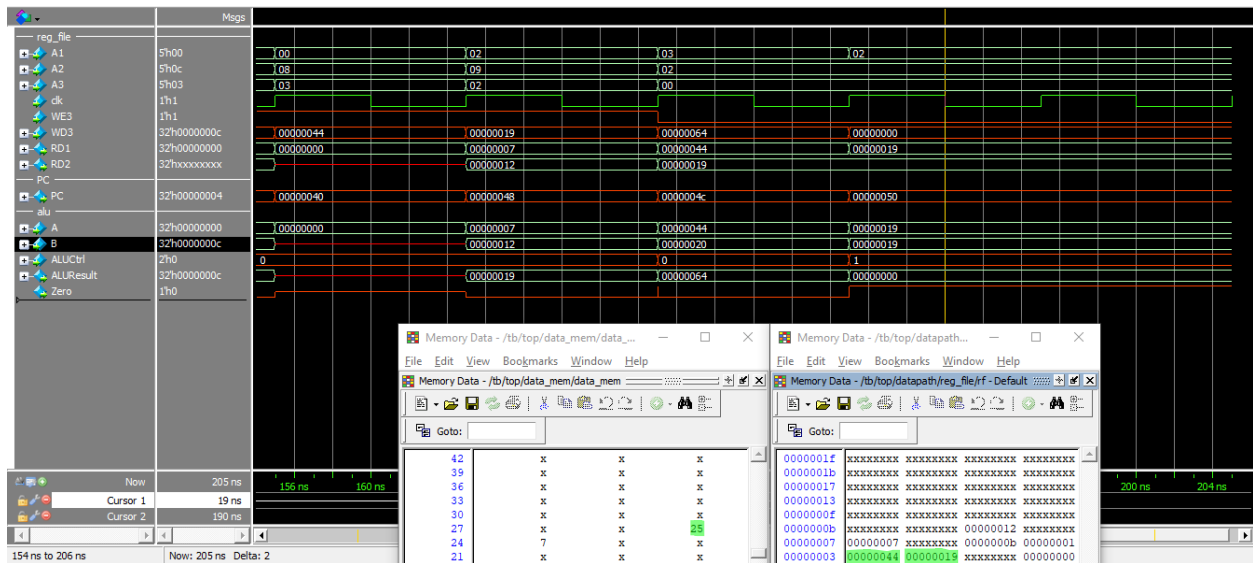 Msgs
reg_file
A1 5'h00 00 02 03 02
A2 5'h0c 08 09 02
A3 5'h03 03 02 00
clk 1'h1
WE3 1'h1
WD3 32'h0000000c 00000044 00000019 00000064 00000000
RD1 32'h00000000 00000000 00000007 00000044 00000019
RD2 32'hxxxxxxxx 00000012 00000019
PC
PC 32'h00000004 00000040 00000048 0000004c 00000050
alu
A 32'h00000000 00000000 00000007 00000044 00000019
B 32'h0000000c 00000012 00000020 00000019
ALUCtrl 2'h0 0 0 1
ALUResult 32'h0000000c 00000019 00000064 00000000
Zero 1'h0
Memory Data - /tb/top/data_mem/data_...
File Edit View Bookmarks Window Help
Memory Data - /tb/top/data_mem/data_mem
Goto:
42 x x x
39 x x x
36 x x x
33 x x x
30 x x x
27 x x 25
24 7 x x
21 x x x
Memory Data - /tb/top/datapath...
File Edit View Bookmarks Window Help
Memory Data - /tb/top/datapath/reg_file/rf - Default
Goto:
0000001f xxxxxxxx xxxxxxxx xxxxxxxx xxxxxxxx
0000001b xxxxxxxx xxxxxxxx xxxxxxxx xxxxxxxx
00000017 xxxxxxxx xxxxxxxx xxxxxxxx xxxxxxxx
00000013 xxxxxxxx xxxxxxxx xxxxxxxx xxxxxxxx
0000000f xxxxxxxx xxxxxxxx xxxxxxxx xxxxxxxx
0000000b xxxxxxxx xxxxxxxx 00000012 xxxxxxxx
00000007 00000007 xxxxxxxx 0000000b 00000001
00000003 00000044 00000019 xxxxxxxx 00000000
Now 205 ns
Cursor 1 19 ns
Cursor 2 190 ns
156 ns 160 ns 200 ns 204 ns
154 ns to 206 ns Now: 205 ns Delta: 2